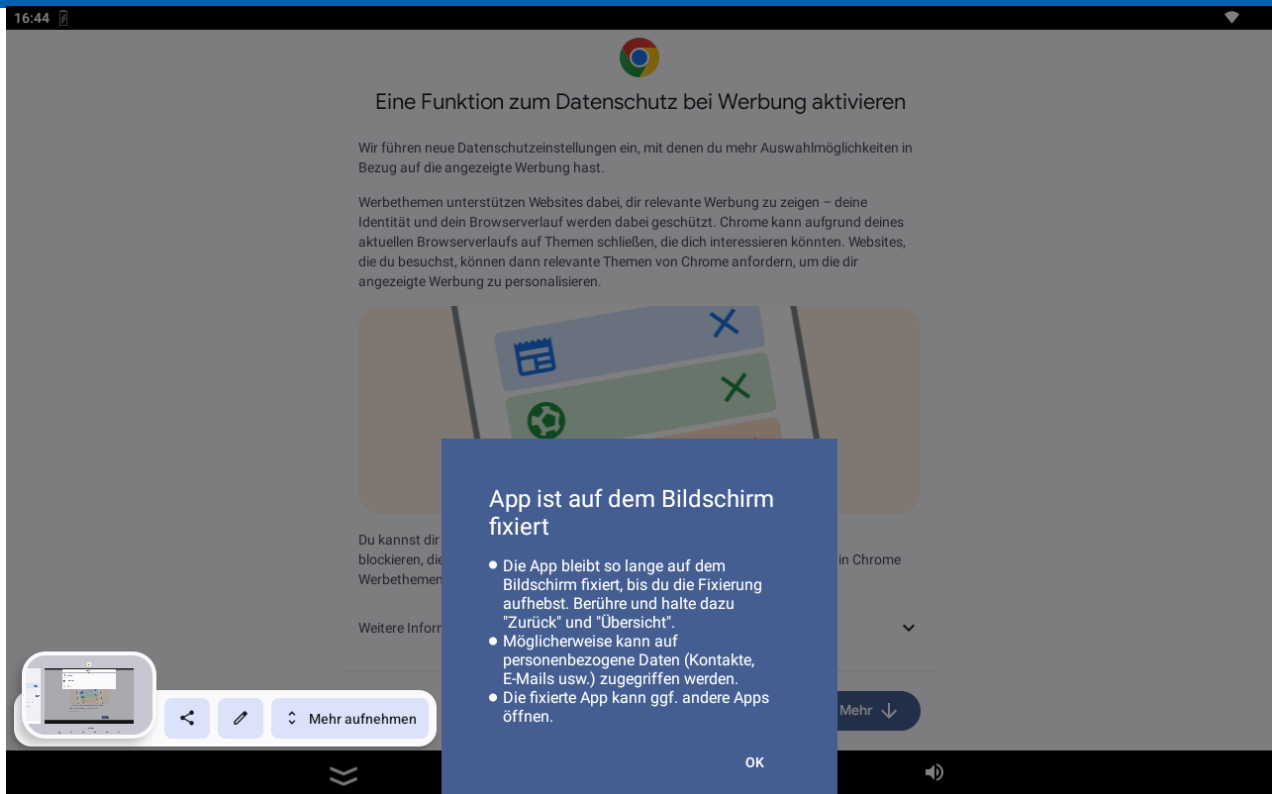 16:44
Eine Funktion zum Datenschutz bei Werbung aktivieren
Wir führen neue Datenschutzeinstellungen ein, mit denen du mehr Auswahlmöglichkeiten in
Bezug auf die angezeigte Werbung hast.
Werbethemen unterstützen Websites dabei, dir relevante Werbung zu zeigen – deine
Identität und dein Browserverlauf werden dabei geschützt. Chrome kann aufgrund deines
aktuellen Browserverlaufs auf Themen schließen, die dich interessieren könnten. Websites,
die du besuchst, können dann relevante Themen von Chrome anfordern, um die dir
angezeigte Werbung zu personalisieren.
Du kannst dir
blockieren, die
in Chrome
Werbethemen
Weitere Inforr
App ist auf dem Bildschirm
fixiert
Die App bleibt so lange auf dem
Bildschirm fixiert, bis du die Fixierung
aufhebst. Berühre und halte dazu
"Zurück" und "Übersicht".
Möglicherweise kann auf
personenbezogene Daten (Kontakte,
E-Mails usw.) zugegriffen werden.
Die fixierte App kann ggf. andere Apps
öffnen.
OK
Mehr aufnehmen
Mehr